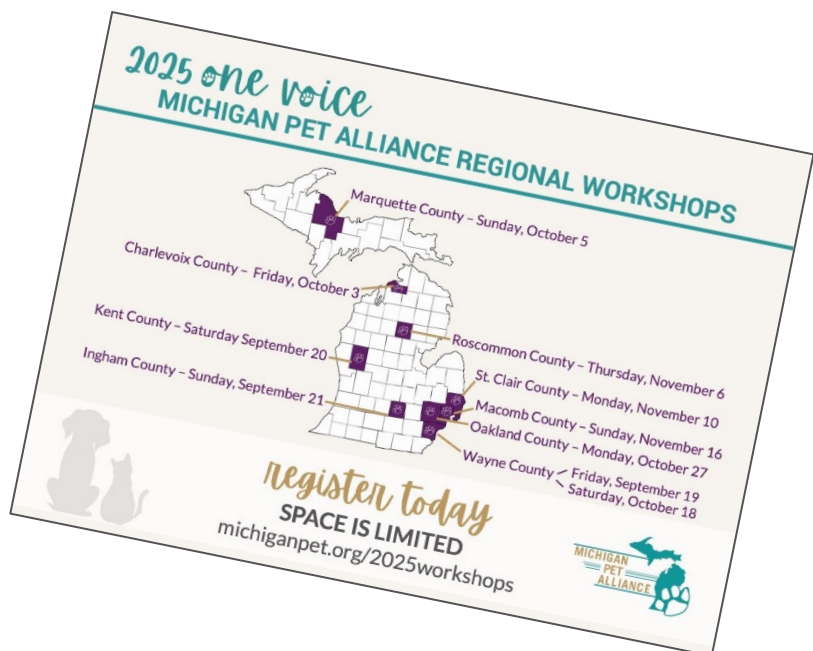 2025 one voice
MICHIGAN PET ALLIANCE REGIONAL WORKSHOPS
Marquette County – Sunday, October 5
Charlevoix County – Friday, October 3
Kent County – Saturday September 20
Ingham County – Sunday, September 21
Roscommon County – Thursday, November 6
St. Clair County – Monday, November 10
Macomb County – Sunday, November 16
Oakland County – Monday, October 27
Wayne County
Friday, September 19
Saturday, October 18
register today
SPACE IS LIMITED
michiganpet.org/2025workshops
MICHIGAN
PET
ALLIANCE